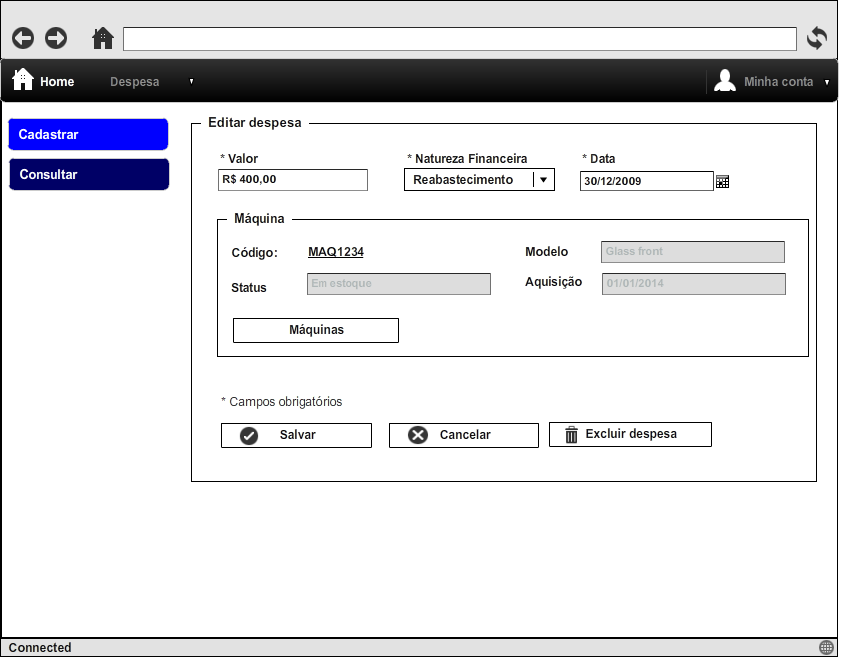 Home Despesa Minha conta
Cadastrar
Consultar
Editar despesa
* Valor * Natureza Financeira * Data
R$ 400,00 Reabastecimento 30/12/2009
Máquina
Código: MAQ1234 Modelo Glass front
Status Em estoque Aquisição 01/01/2014
Máquinas
* Campos obrigatórios
Salvar Cancelar Excluir despesa
Connected